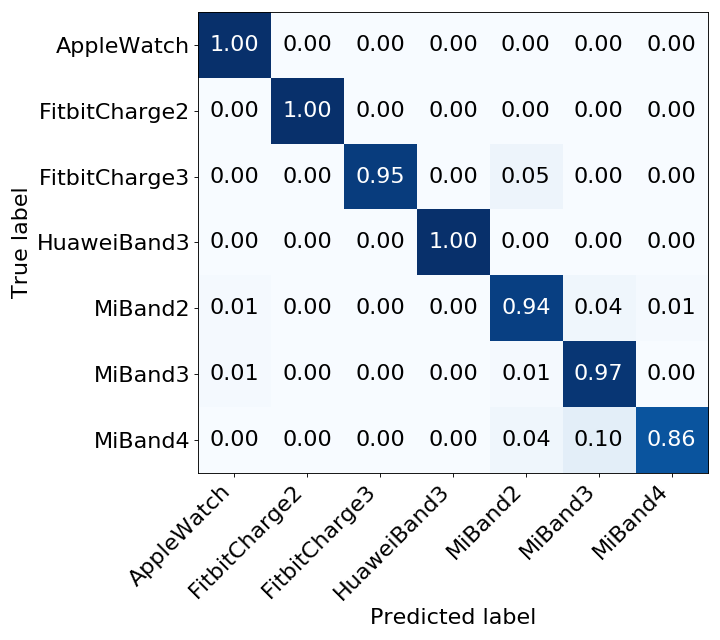 True label
AppleWatch 1.00 0.00 0.00 0.00 0.00 0.00 0.00
FitbitCharge2 0.00 1.00 0.00 0.00 0.00 0.00 0.00
FitbitCharge3 0.00 0.00 0.95 0.00 0.05 0.00 0.00
HuaweiBand3 0.00 0.00 0.00 1.00 0.00 0.00 0.00
MiBand2 0.01 0.00 0.00 0.00 0.94 0.04 0.01
MiBand3 0.01 0.00 0.00 0.00 0.01 0.97 0.00
MiBand4 0.00 0.00 0.00 0.00 0.04 0.10 0.86
AppleWatch FitbitCharge2 FitbitCharge3 HuaweiBand3 MiBand2 MiBand3 MiBand4
Predicted label